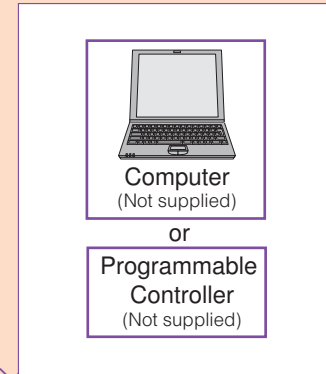 Computer
(Not supplied)
or
Programmable
Controller
(Not supplied)